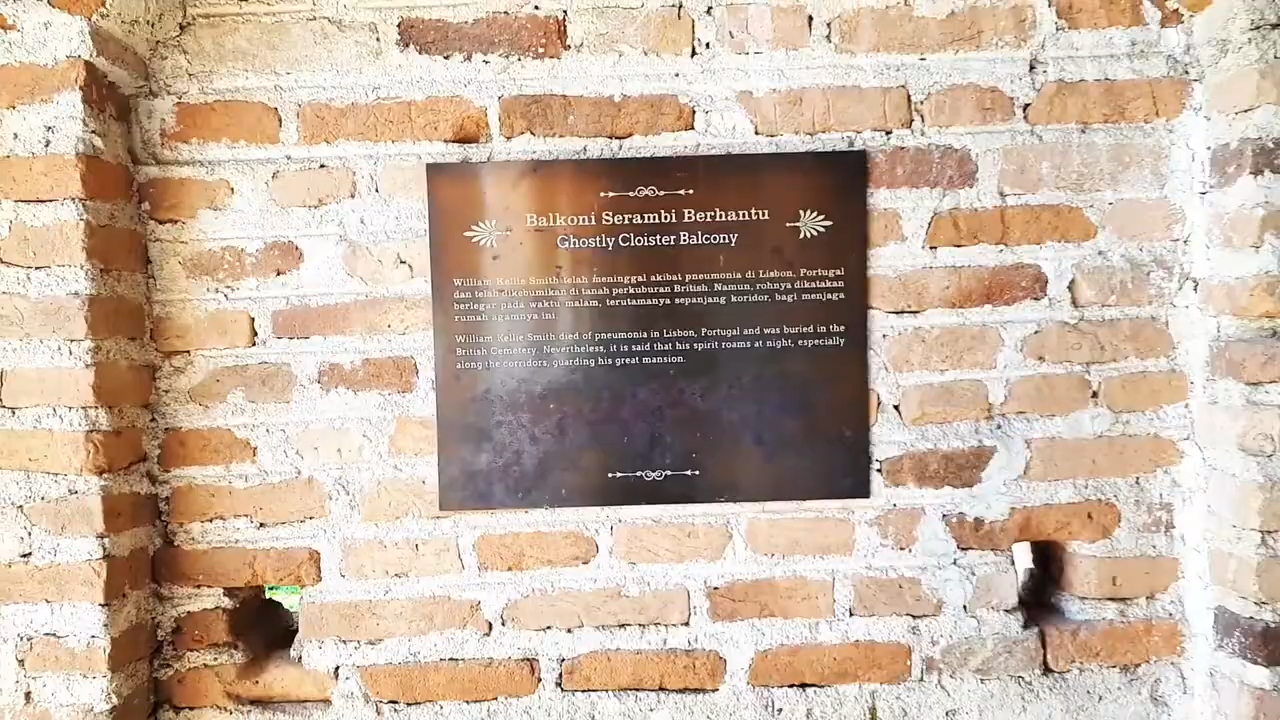 Balkoni Serambi Berhantu
Ghostly Cloister Balcony
William Kellie Smith telah meninggal akibat pneumonia di Lisbon, Portugal
dan telah dikebumikan di tanah perkuburan British. Namun, rohnya dikatakan
berlegar pada waktu malam, terutamanya sepanjang koridor, bagi menjaga
rumah agamnya ini.
William Kellie Smith died of pneumonia in Lisbon, Portugal and was buried in the
British Cemetery. Nevertheless, it is said that his spirit roams at night, especially
along the corridors, guarding his great mansion.